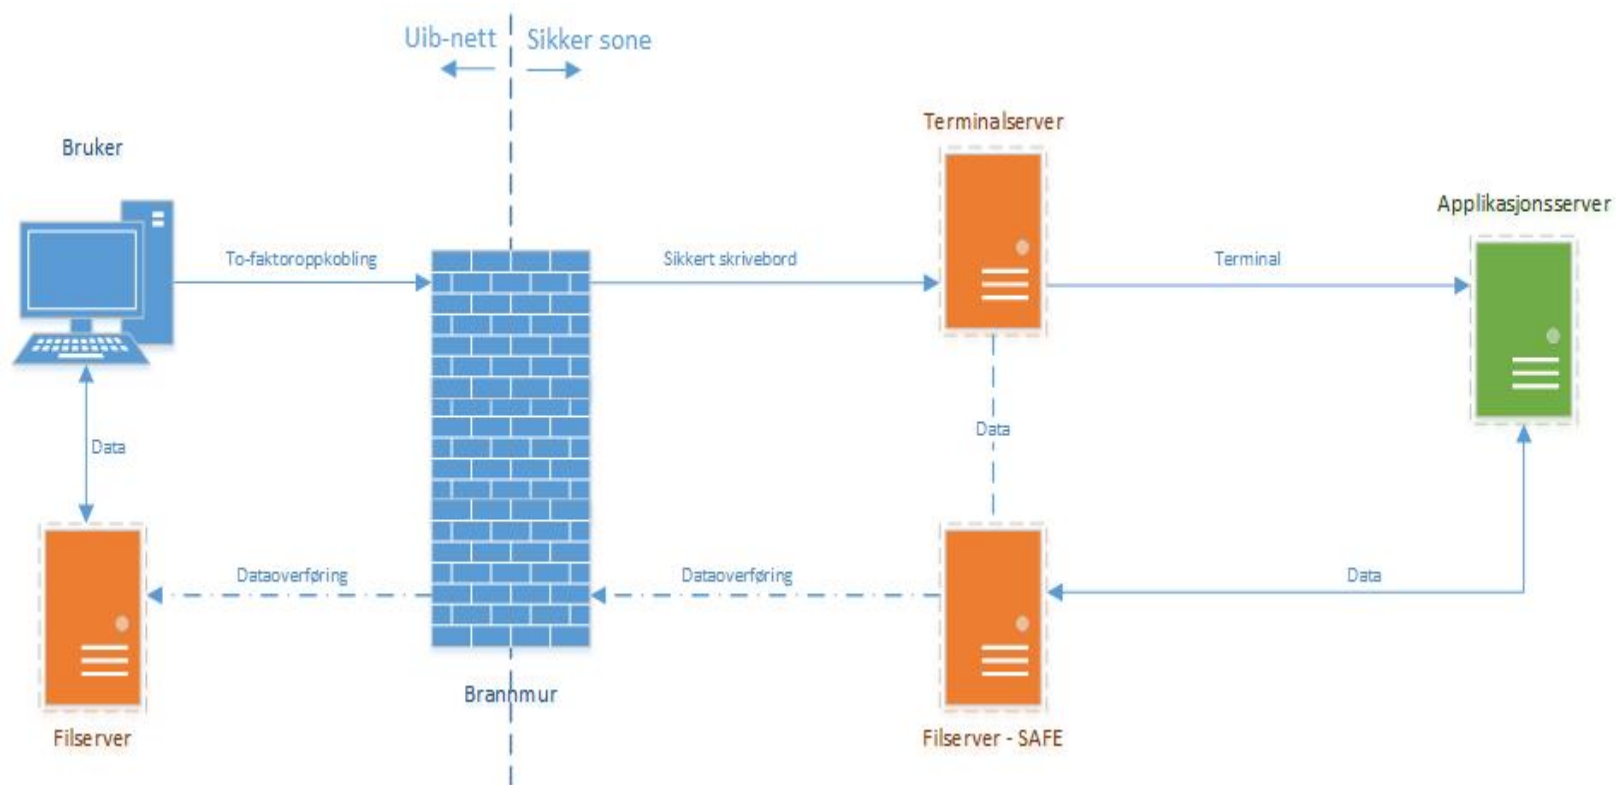 Uib-nett
Sikker sone
Terminalserver
Bruker
Applikasjonsserver
To-faktoroppkobling
Sikkert skrivebord
Terminal
Data
Data
Dataoverføring
Dataoverføring
Data
Brannmur
Filserver
Filserver - SAFE